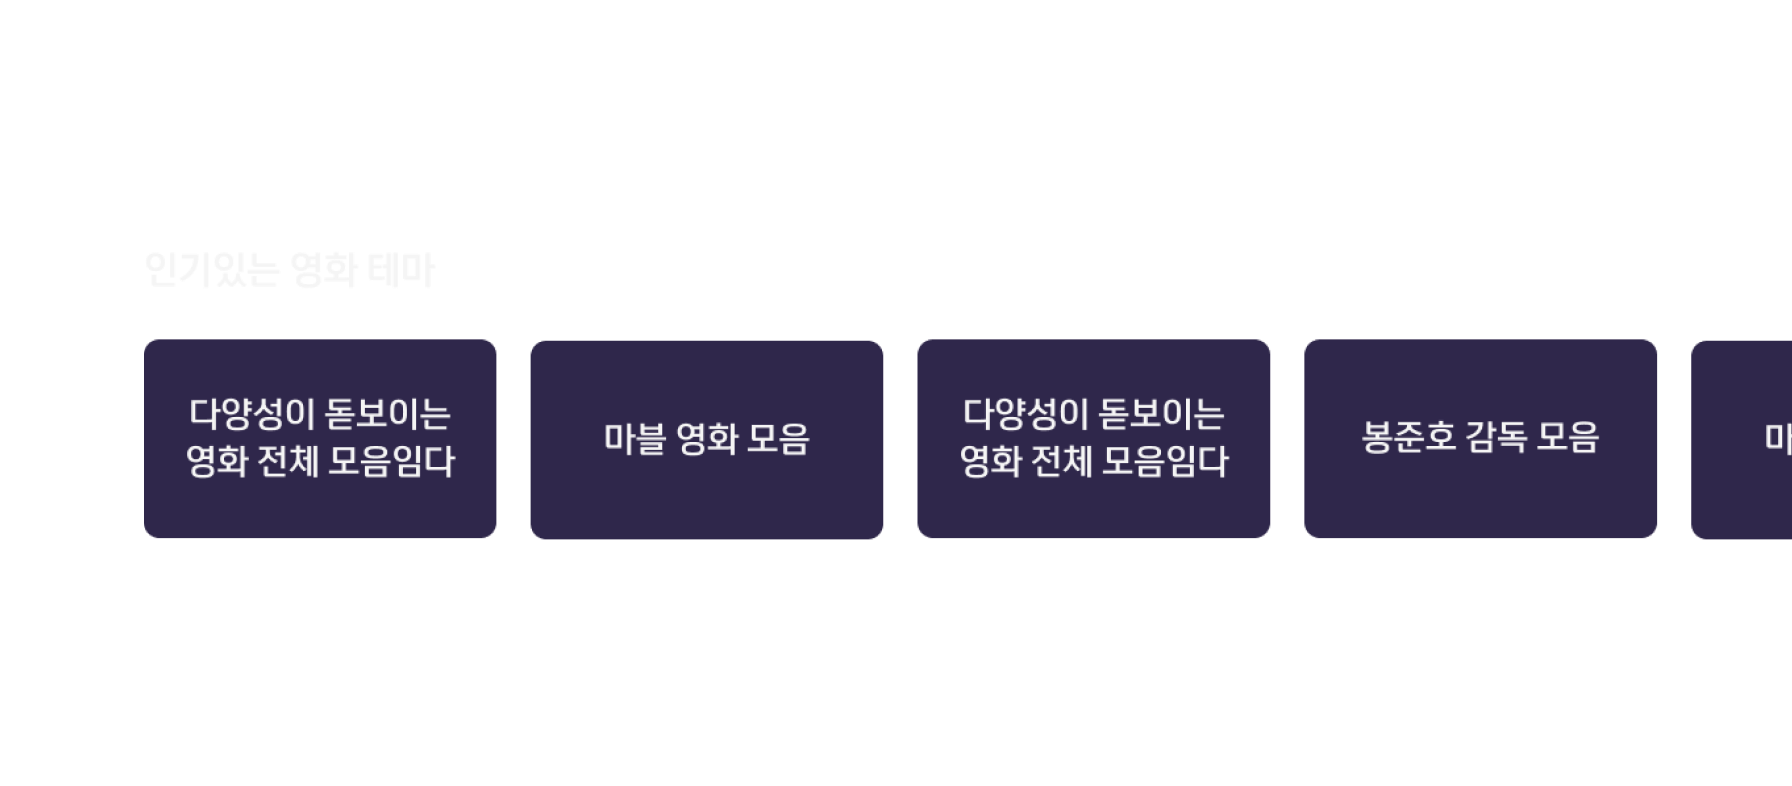 인기있는 영화 테마
다양성이 돋보이는
영화 전체 모음임다
마블 영화 모음
다양성이 돋보이는
영화 전체 모음임다
봉준호 감독 모음